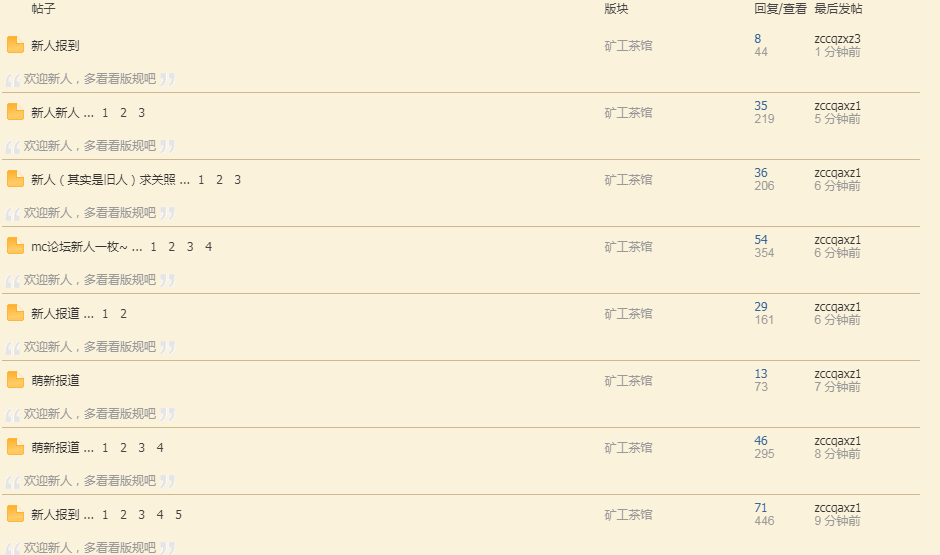 帖子 版块 回复/查看 最后发帖
新人报到 矿工茶馆 8 zccqzxz3
44 1 分钟前
欢迎新人，多看看版规吧
新人新人 ... 1 2 3 矿工茶馆 35 zccqaxz1
219 5 分钟前
欢迎新人，多看看版规吧
新人（其实是旧人）求关照 ... 1 2 3 矿工茶馆 36 zccqaxz1
206 6 分钟前
欢迎新人，多看看版规吧
mc论坛新人一枚~ ... 1 2 3 4 矿工茶馆 54 zccqaxz1
354 6 分钟前
欢迎新人，多看看版规吧
新人报道 ... 1 2 矿工茶馆 29 zccqaxz1
161 6 分钟前
欢迎新人，多看看版规吧
萌新报道 矿工茶馆 13 zccqaxz1
73 7 分钟前
欢迎新人，多看看版规吧
萌新报道 ... 1 2 3 4 矿工茶馆 46 zccqaxz1
295 8 分钟前
欢迎新人，多看看版规吧
新人报到 ... 1 2 3 4 5 矿工茶馆 71 zccqaxz1
446 9 分钟前
欢迎新人，多看看版规吧